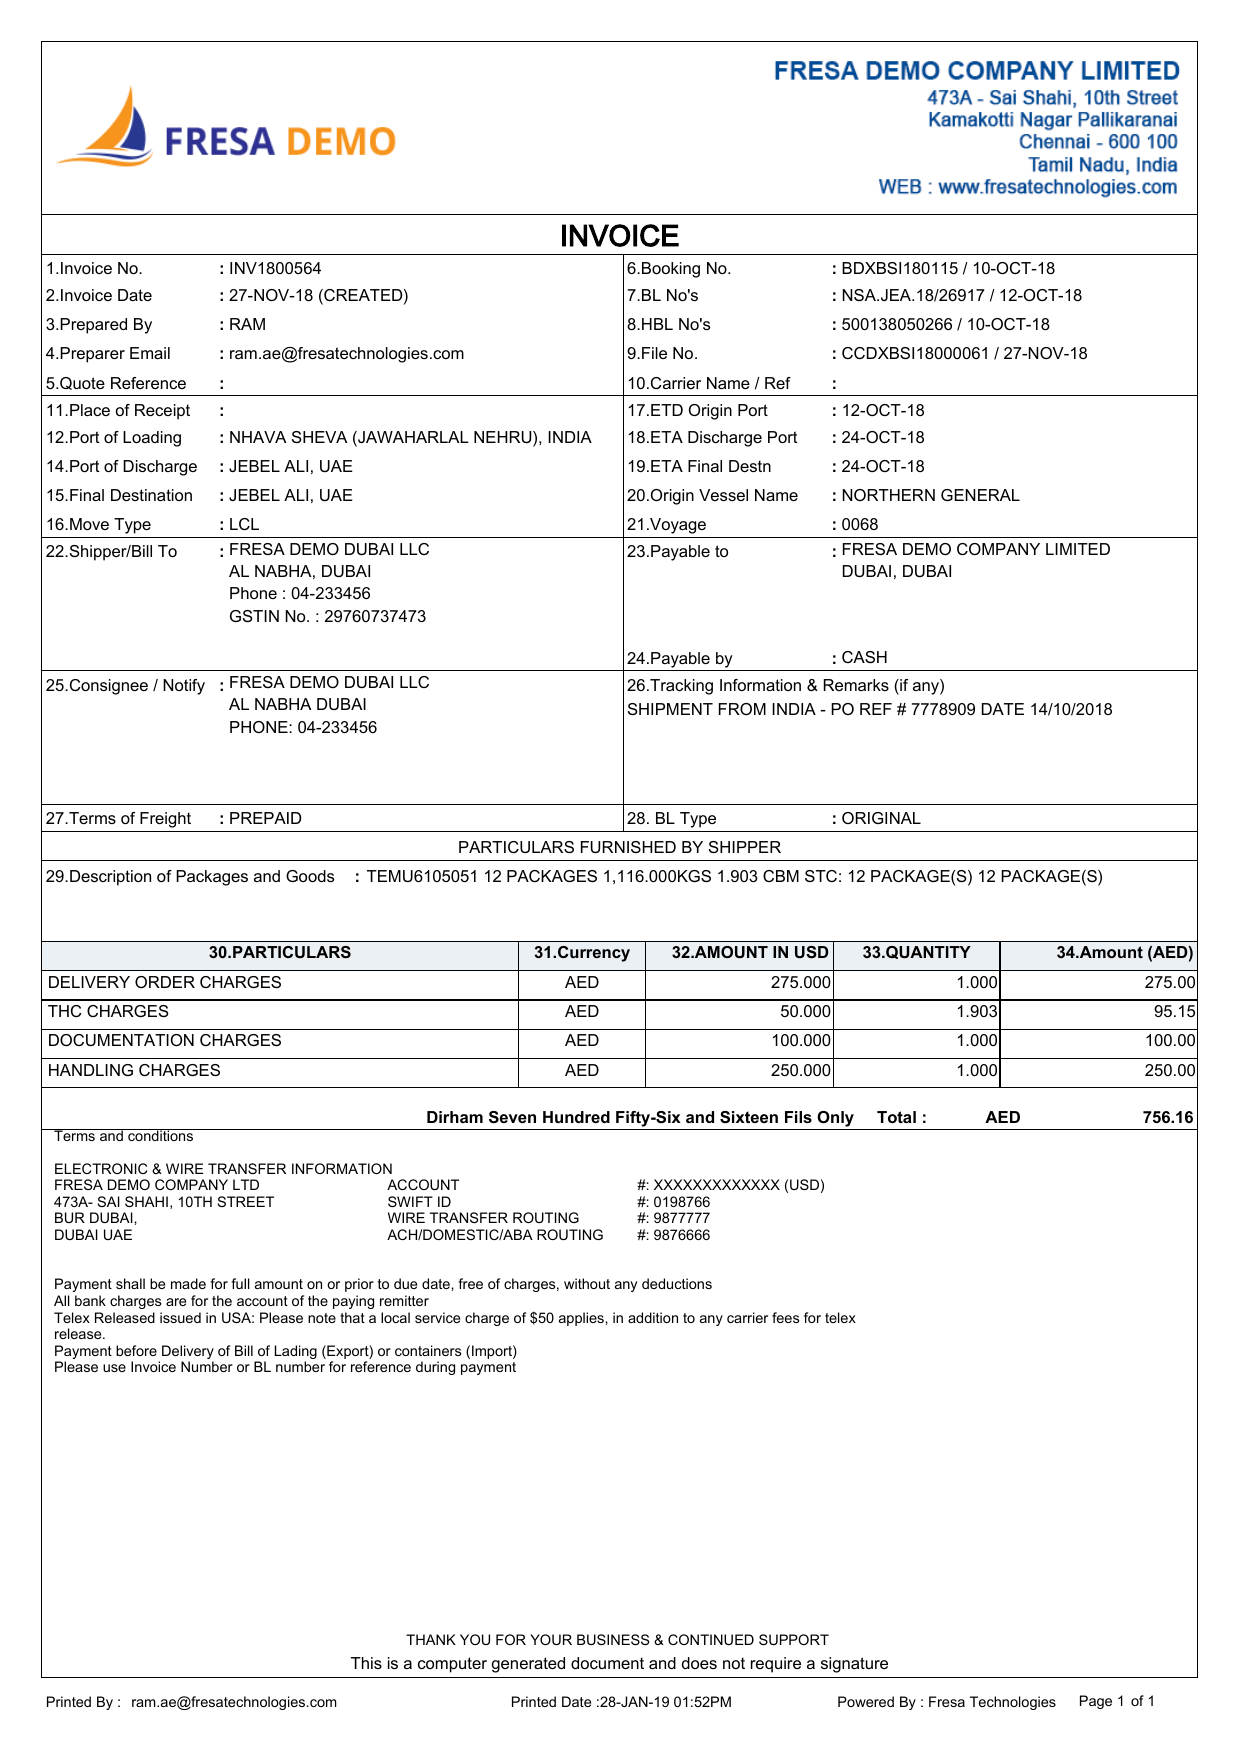 FRESA DEMO
FRESA DEMO COMPANY LIMITED
473A - Sai Shahi, 10th Street
Kamakotti Nagar Pallikaranai
Chennai - 600 100
Tamil Nadu, India
WEB : www.fresatechnologies.com
INVOICE
1.Invoice No. : INV1800564
2.Invoice Date : 27-NOV-18 (CREATED)
3.Prepared By : RAM
4.Preparer Email : ram.ae@fresatechnologies.com
5.Quote Reference :
6.Booking No. : BDXBSI180115 / 10-OCT-18
7.BL No's : NSA.JEA.18/26917 / 12-OCT-18
8.HBL No's : 500138050266 / 10-OCT-18
9.File No. : CCDXBSI18000061 / 27-NOV-18
10.Carrier Name / Ref :
11.Place of Receipt :
12.Port of Loading : NHAVA SHEVA (JAWAHARLAL NEHRU), INDIA
14.Port of Discharge : JEBEL ALI, UAE
15.Final Destination : JEBEL ALI, UAE
16.Move Type : LCL
17.ETD Origin Port : 12-OCT-18
18.ETA Discharge Port : 24-OCT-18
19.ETA Final Destn : 24-OCT-18
20.Origin Vessel Name : NORTHERN GENERAL
21.Voyage : 0068
22.Shipper/Bill To : FRESA DEMO DUBAI LLC
AL NABHA, DUBAI
Phone : 04-233456
GSTIN No. : 29760737473
23.Payable to : FRESA DEMO COMPANY LIMITED
DUBAI, DUBAI
24.Payable by : CASH
25.Consignee / Notify : FRESA DEMO DUBAI LLC
AL NABHA DUBAI
PHONE: 04-233456
26.Tracking Information & Remarks (if any)
SHIPMENT FROM INDIA - PO REF # 7778909 DATE 14/10/2018
27.Terms of Freight : PREPAID
28. BL Type : ORIGINAL
PARTICULARS FURNISHED BY SHIPPER
29.Description of Packages and Goods : TEMU6105051 12 PACKAGES 1,116.000KGS 1.903 CBM STC: 12 PACKAGE(S) 12 PACKAGE(S)
30.PARTICULARS 31.Currency 32.AMOUNT IN USD 33.QUANTITY 34.Amount (AED)
DELIVERY ORDER CHARGES AED 275.000 1.000 275.00
THC CHARGES AED 50.000 1.903 95.15
DOCUMENTATION CHARGES AED 100.000 1.000 100.00
HANDLING CHARGES AED 250.000 1.000 250.00
Dirham Seven Hundred Fifty-Six and Sixteen Fils Only Total : AED 756.16
Terms and conditions
ELECTRONIC & WIRE TRANSFER INFORMATION
FRESA DEMO COMPANY LTD ACCOUNT #: XXXXXXXXXXXXX (USD)
473A- SAI SHAHI, 10TH STREET SWIFT ID #: 0198766
BUR DUBAI, WIRE TRANSFER ROUTING #: 9877777
DUBAI UAE ACH/DOMESTIC/ABA ROUTING #: 9876666
Payment shall be made for full amount on or prior to due date, free of charges, without any deductions
All bank charges are for the account of the paying remitter
Telex Released issued in USA: Please note that a local service charge of $50 applies, in addition to any carrier fees for telex
release.
Payment before Delivery of Bill of Lading (Export) or containers (Import)
Please use Invoice Number or BL number for reference during payment
THANK YOU FOR YOUR BUSINESS & CONTINUED SUPPORT
This is a computer generated document and does not require a signature
Printed By : ram.ae@fresatechnologies.com Printed Date :28-JAN-19 01:52PM Powered By : Fresa Technologies Page 1 of 1